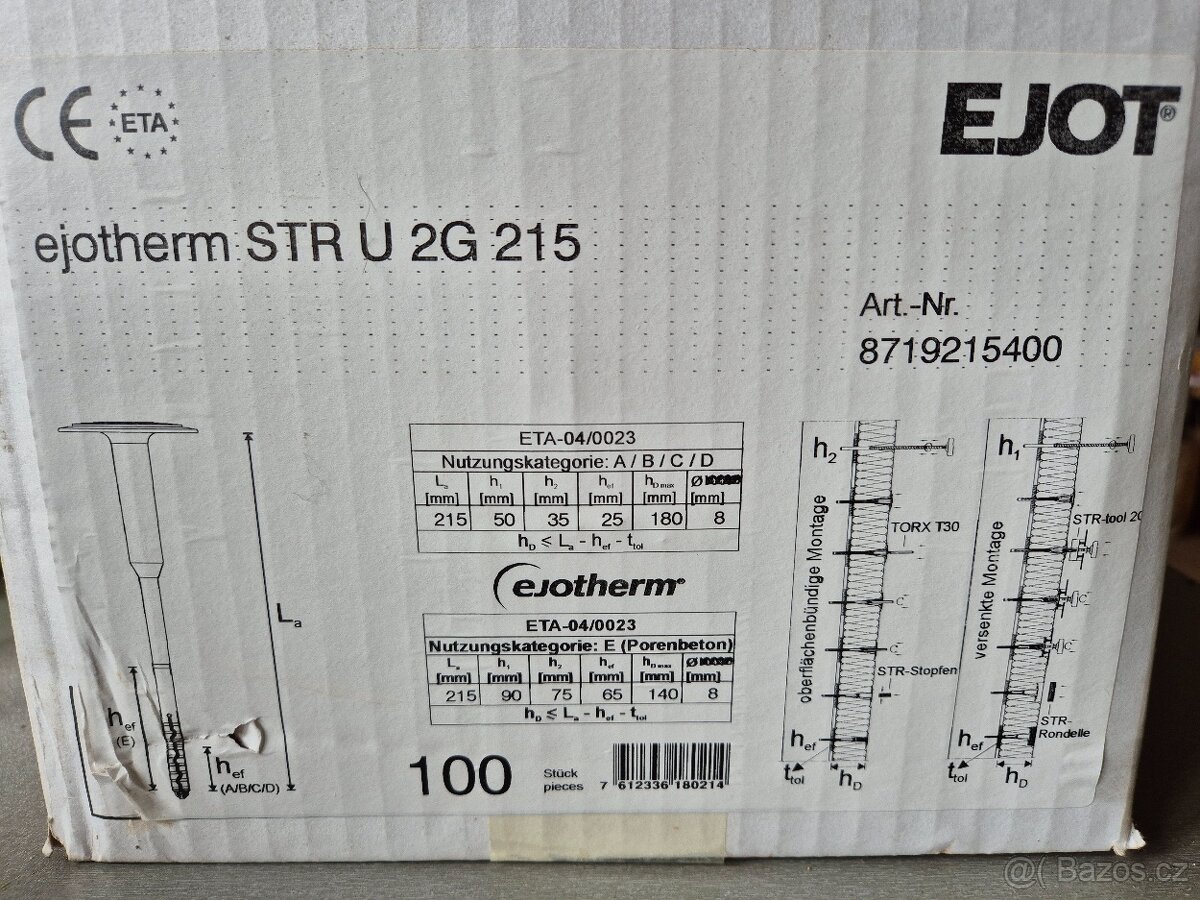 CE ETA
EJOT®
ejotherm STR U 2G 215
Art.-Nr.
8719215400
La
hef
(E)
hef
(A/B/C/D)
ETA-04/0023
Nutzungskategorie: A / B / C / D
La h1 h2 hef hD max Ø
[mm] [mm] [mm] [mm] [mm] [mm]
215 50 35 25 180 8
hD ≤ La - hef - ttol
ejotherm®
ETA-04/0023
Nutzungskategorie: E (Porenbeton)
La h1 h2 hef hD max Ø
[mm] [mm] [mm] [mm] [mm] [mm]
215 90 75 65 140 8
hD ≤ La - hef - ttol
100 Stück
pieces
7 612336 180214
h2
oberflächenbündige Montage
TORX T30
STR-Stopfen
hef
ttol
hD
h1
versenkte Montage
STR-tool 2G
STR-
Rondelle
hef
ttol
hD
@( Bazos.cz